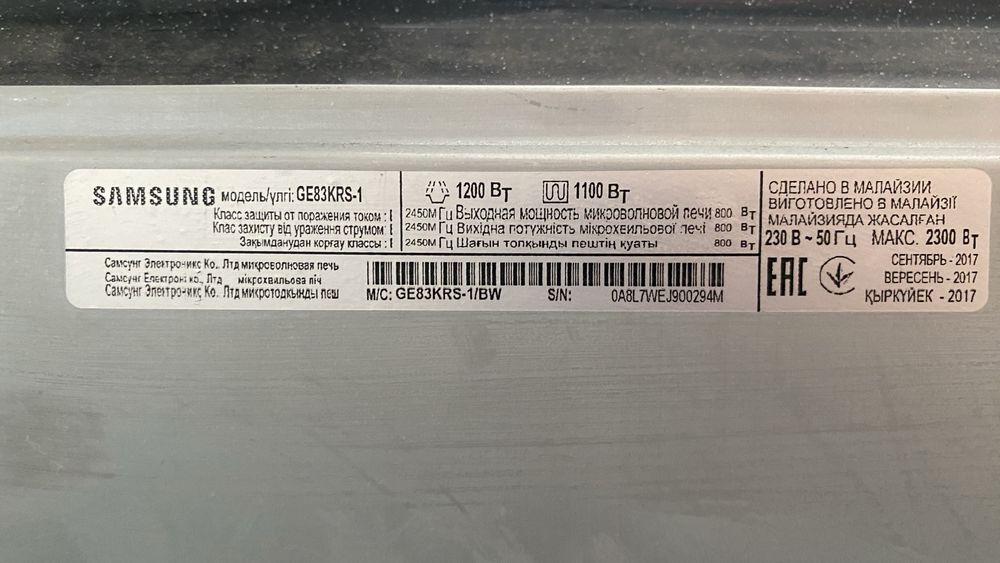 SAMSUNG модель/үлгі: GE83KRS-1
Класс защиты от поражения током : I
Клас захисту від ураження струмом : I
Зақымданудан корғау классы : I
1200 Вт 1100 Вт
2450М Гц Выходная мощность микроволновой печи 800 Вт
2450М Гц Вихідна потужність мікрохвильової печі 800 Вт
2450М Гц Шағын толқынды пештің қуаты 800 Вт
СДЕЛАНО В МАЛАЙЗИИ
ВИГОТОВЛЕНО В МАЛАЙЗІЇ
МАЛАЙЗИЯДА ЖАСАЛҒАН
230 В ~ 50 Гц МАКС. 2300 Вт
Самсунг Электроникс Ко., Лтд микроволновая печь
Самсунг Електронікс Ко., Лтд мікрохвильова піч
Самсунг Электроникс Ко., Лтд микротолқынды пеш
M/C: GE83KRS-1/BW S/N: 0A8L7WEJ900294M
EAC
СЕНТЯБРЬ - 2017
ВЕРЕСЕНЬ - 2017
ҚЫРКҮЙЕК - 2017